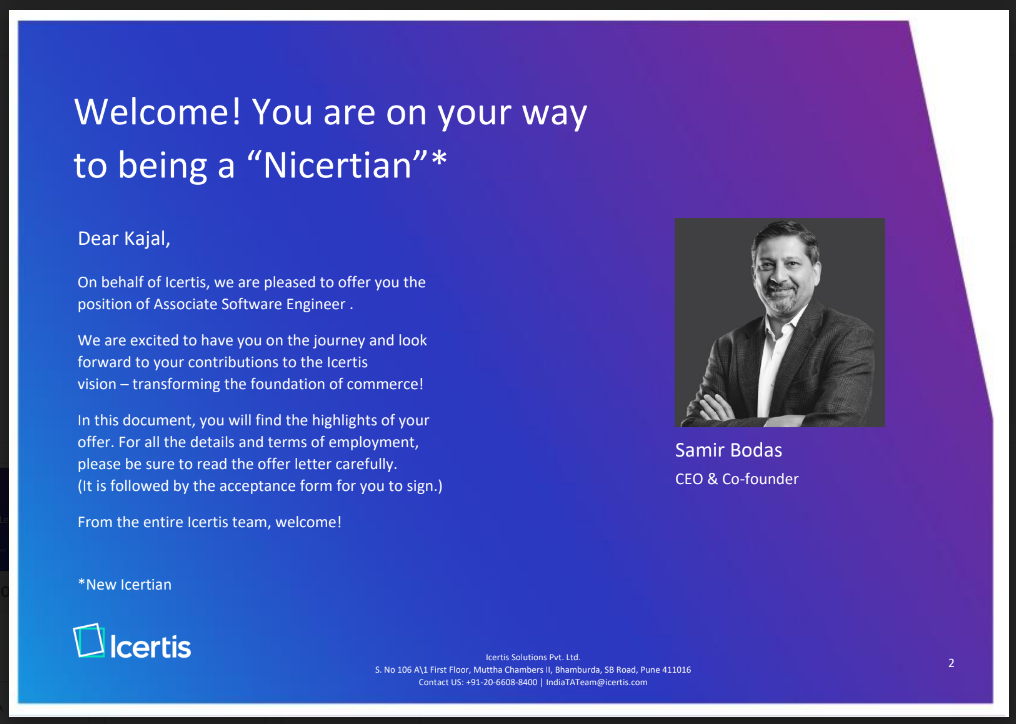 Welcome! You are on your way
to being a “Nicertian”*
Dear Kajal,
On behalf of Icertis, we are pleased to offer you the
position of Associate Software Engineer .
We are excited to have you on the journey and look
forward to your contributions to the Icertis
vision – transforming the foundation of commerce!
In this document, you will find the highlights of your
offer. For all the details and terms of employment,
please be sure to read the offer letter carefully.
(It is followed by the acceptance form for you to sign.)
From the entire Icertis team, welcome!
*New Icertian
Samir Bodas
CEO & Co-founder
Icertis
Icertis Solutions Pvt. Ltd.
S. No 106 A\1 First Floor, Muttha Chambers II, Bhamburda, SB Road, Pune 411016
Contact US: +91-20-6608-8400 | IndiaTATeam@icertis.com
2